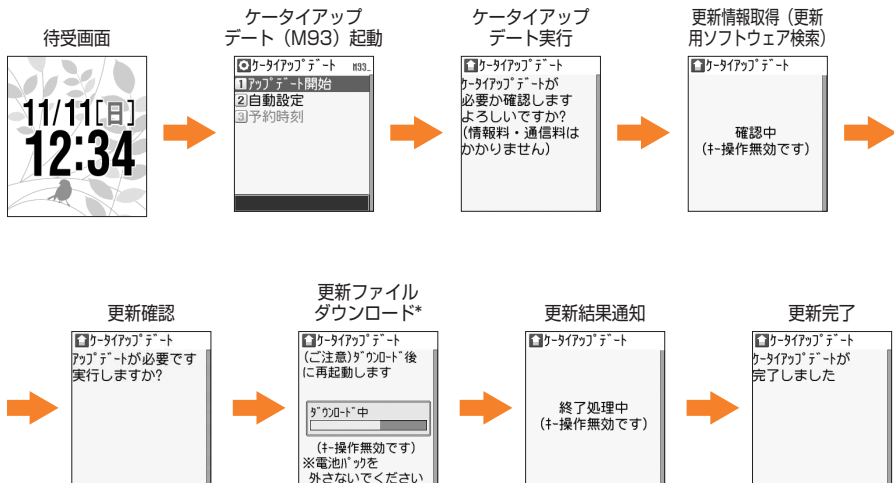 待受画面
11/11[日]
12:34
ケータイアップ
デート（M93）起動
ｹｰﾀｲｱｯﾌﾟﾃﾞｰﾄ M93_
1ｱｯﾌﾟﾃﾞｰﾄ開始
2自動設定
3予約時刻
ケータイアップ
デート実行
ｹｰﾀｲｱｯﾌﾟﾃﾞｰﾄ
ｹｰﾀｲｱｯﾌﾟﾃﾞｰﾄが
必要か確認します
よろしいですか?
(情報料・通信料は
かかりません)
更新情報取得（更新
用ソフトウェア検索）
ｹｰﾀｲｱｯﾌﾟﾃﾞｰﾄ
確認中
(ｷｰ操作無効です)
更新確認
ｹｰﾀｲｱｯﾌﾟﾃﾞｰﾄ
ｱｯﾌﾟﾃﾞｰﾄが必要です
実行しますか?
更新ファイル
ダウンロード*
ｹｰﾀｲｱｯﾌﾟﾃﾞｰﾄ
(ご注意)ﾀﾞｳﾝﾛｰﾄﾞ後
に再起動します
ﾀﾞｳﾝﾛｰﾄﾞ中
(ｷｰ操作無効です)
※電池ﾊﾟｯｸを
外さないでください
更新結果通知
ｹｰﾀｲｱｯﾌﾟﾃﾞｰﾄ
終了処理中
(ｷｰ操作無効です)
更新完了
ｹｰﾀｲｱｯﾌﾟﾃﾞｰﾄ
ｹｰﾀｲｱｯﾌﾟﾃﾞｰﾄが
完了しました